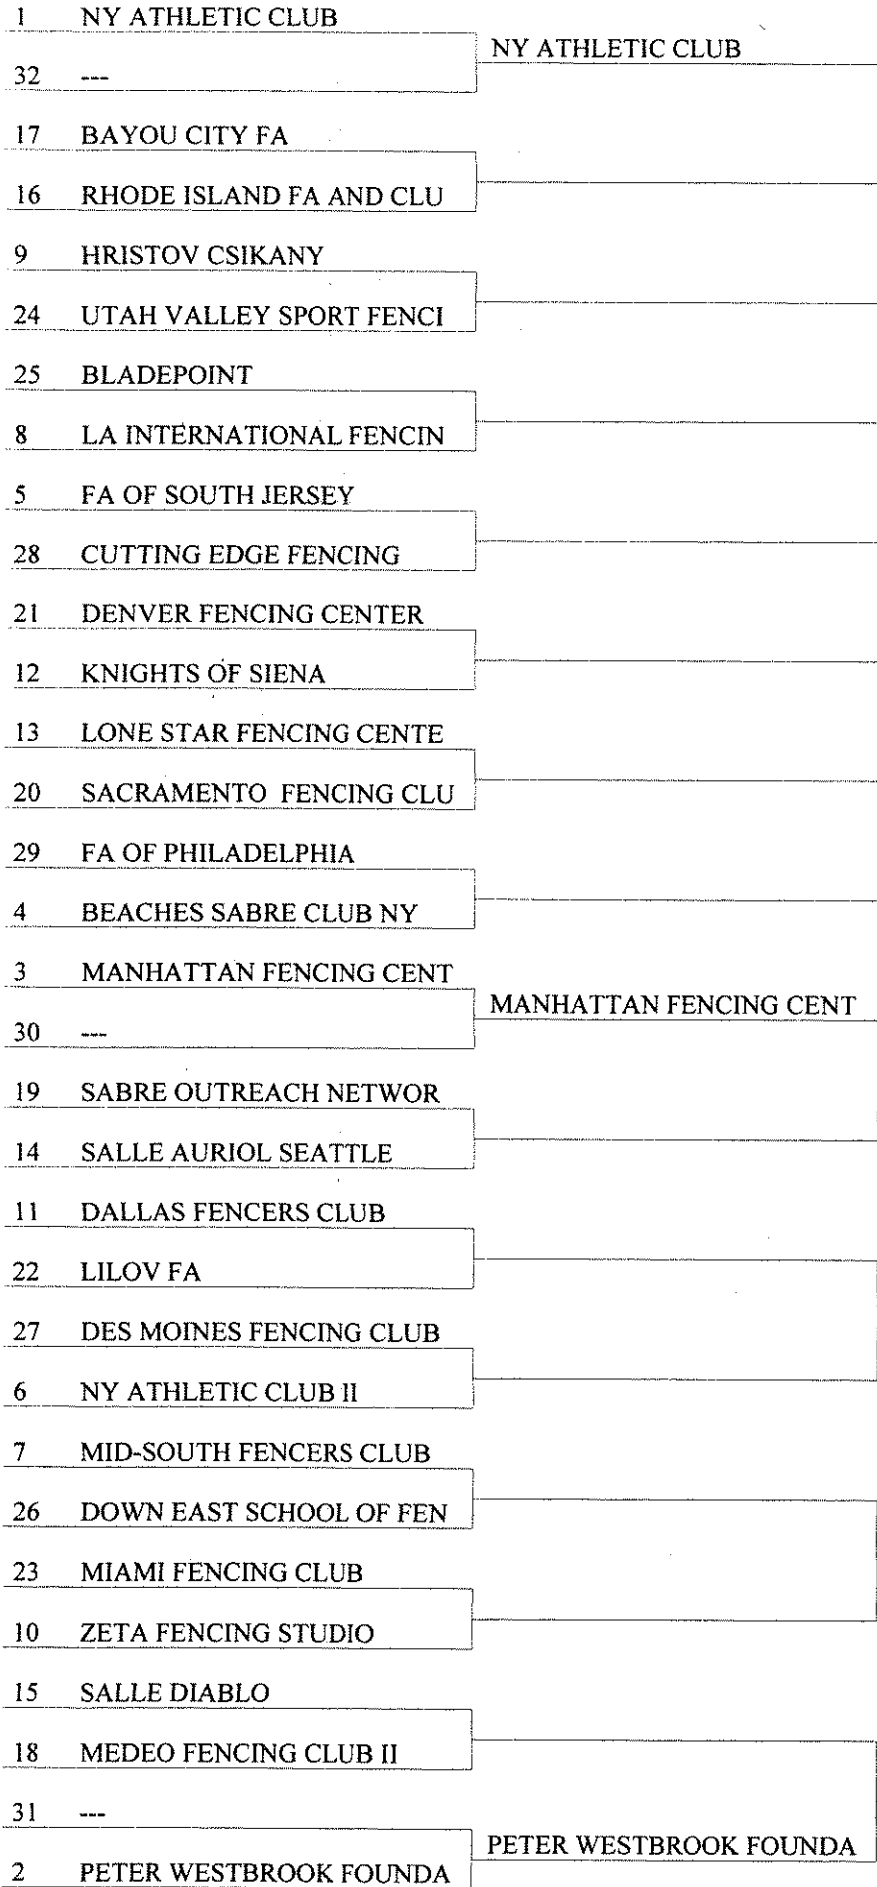 1 NY ATHLETIC CLUB
NY ATHLETIC CLUB
32 ---
17 BAYOU CITY FA
16 RHODE ISLAND FA AND CLU
9 HRISTOV CSIKANY
24 UTAH VALLEY SPORT FENCI
25 BLADEPOINT
8 LA INTERNATIONAL FENCIN
5 FA OF SOUTH JERSEY
28 CUTTING EDGE FENCING
21 DENVER FENCING CENTER
12 KNIGHTS OF SIENA
13 LONE STAR FENCING CENTE
20 SACRAMENTO FENCING CLU
29 FA OF PHILADELPHIA
4 BEACHES SABRE CLUB NY
3 MANHATTAN FENCING CENT
MANHATTAN FENCING CENT
30 ---
19 SABRE OUTREACH NETWOR
14 SALLE AURIOL SEATTLE
11 DALLAS FENCERS CLUB
22 LILOV FA
27 DES MOINES FENCING CLUB
6 NY ATHLETIC CLUB II
7 MID-SOUTH FENCERS CLUB
26 DOWN EAST SCHOOL OF FEN
23 MIAMI FENCING CLUB
10 ZETA FENCING STUDIO
15 SALLE DIABLO
18 MEDEO FENCING CLUB II
31 ---
PETER WESTBROOK FOUNDA
2 PETER WESTBROOK FOUNDA